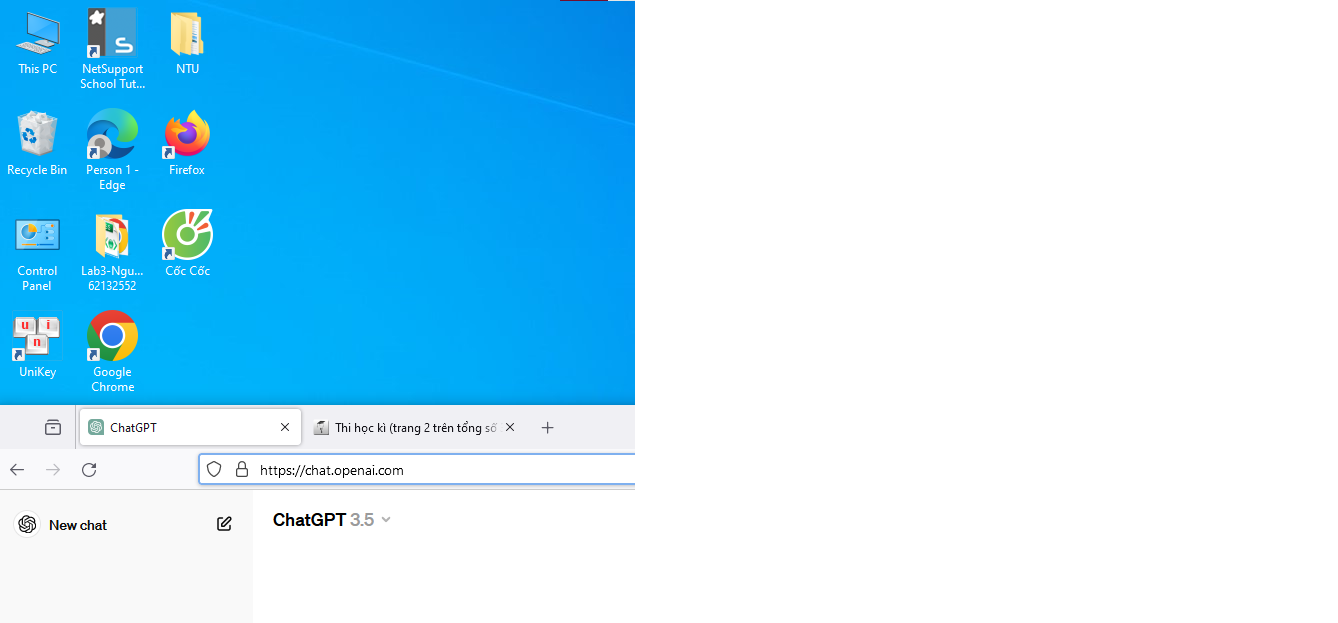 This PC
NetSupport
School Tut...
NTU
Recycle Bin
Person 1 -
Edge
Firefox
Control
Panel
Lab3-Ngu...
62132552
Cốc Cốc
u i
n
UniKey
Google
Chrome
ChatGPT
Thi học kì (trang 2 trên tổng số
https://chat.openai.com
New chat
ChatGPT 3.5